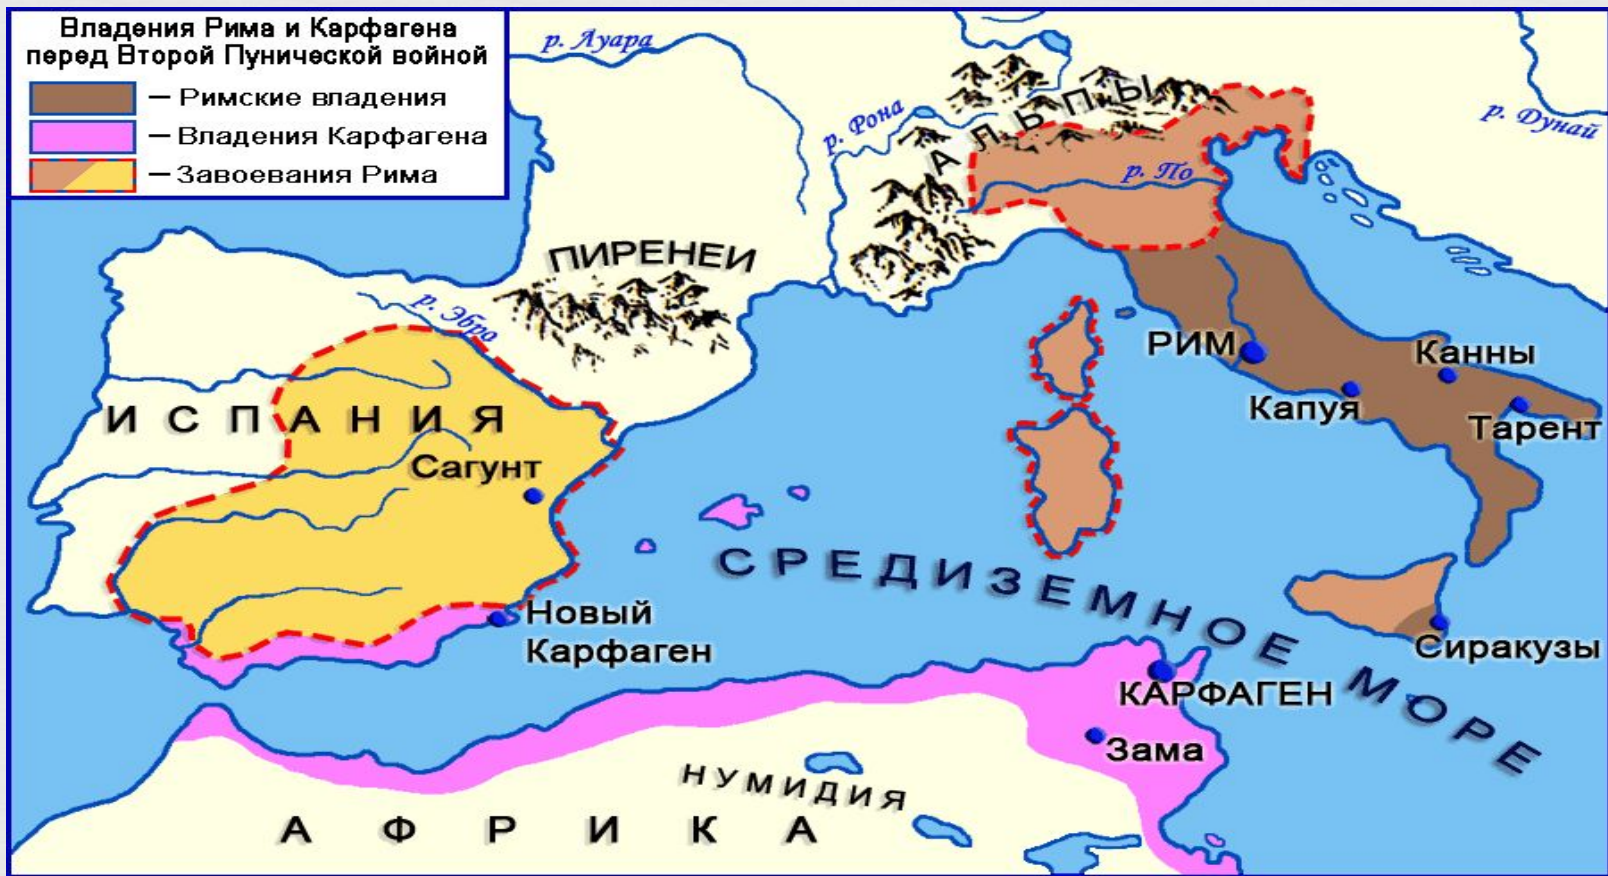 Владения Рима и Карфагена
перед Второй Пунической войной
— Римские владения
— Владения Карфагена
— Завоевания Рима
р. Луара
р. Рона
АЛЬПЫ
р. По
р. Дунай
ПИРЕНЕИ
р. Эбро
ИСПАНИЯ
Сагунт
РИМ
Канны
Капуя
Тарент
СРЕДИЗЕМНОЕ МОРЕ
Новый
Карфаген
Сиракузы
КАРФАГЕН
Зама
НУМИДИЯ
АФРИКА